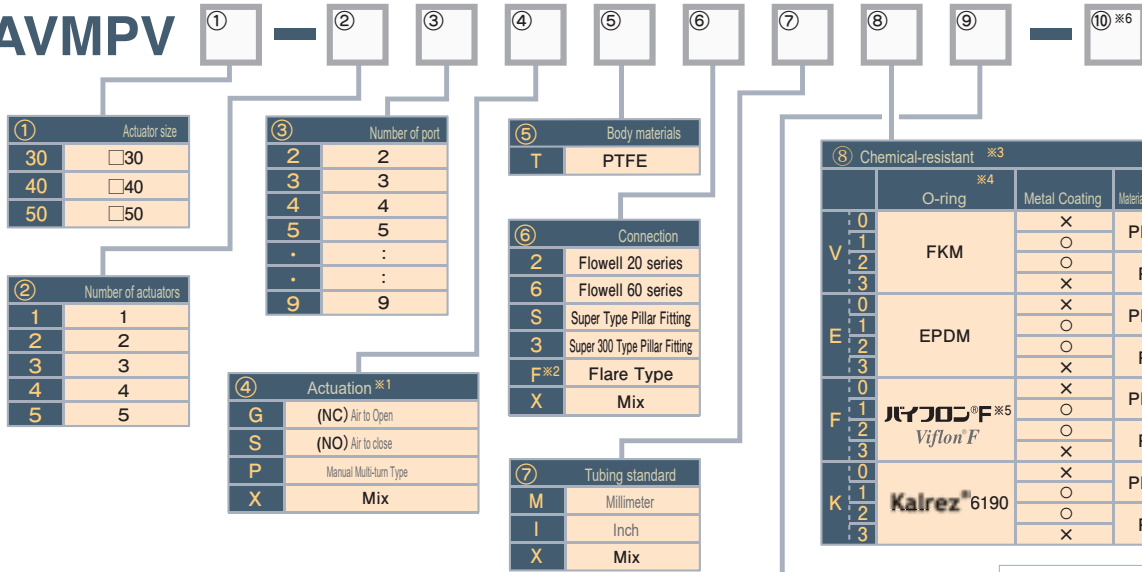 AVMPV ① - ② ③ ④ ⑤ ⑥ ⑦ ⑧ ⑨ - ⑩ ※6
① Actuator size
30 □30
40 □40
50 □50
② Number of actuators
1 1
2 2
3 3
4 4
5 5
③ Number of port
2 2
3 3
4 4
5 5
・ :
・ :
9 9
④ Actuation ※1
G (NC) Air to Open
S (NO) Air to close
P Manual Multi-turn Type
X Mix
⑤ Body materials
T PTFE
⑥ Connection
2 Flowell 20 series
6 Flowell 60 series
S Super Type Pillar Fitting
3 Super 300 Type Pillar Fitting
F※2 Flare Type
X Mix
⑦ Tubing standard
M Millimeter
I Inch
X Mix
⑧ Chemical-resistant ※3
※4
O-ring Metal Coating
V FKM
0 ×
1 ○
2 ○
3 ×
E EPDM
0 ×
1 ○
2 ○
3 ×
F バイフロン®F※5
Viflon®F
0 ×
1 ○
2 ○
3 ×
K Kalrez® 6190
0 ×
1 ○
2 ○
3 ×